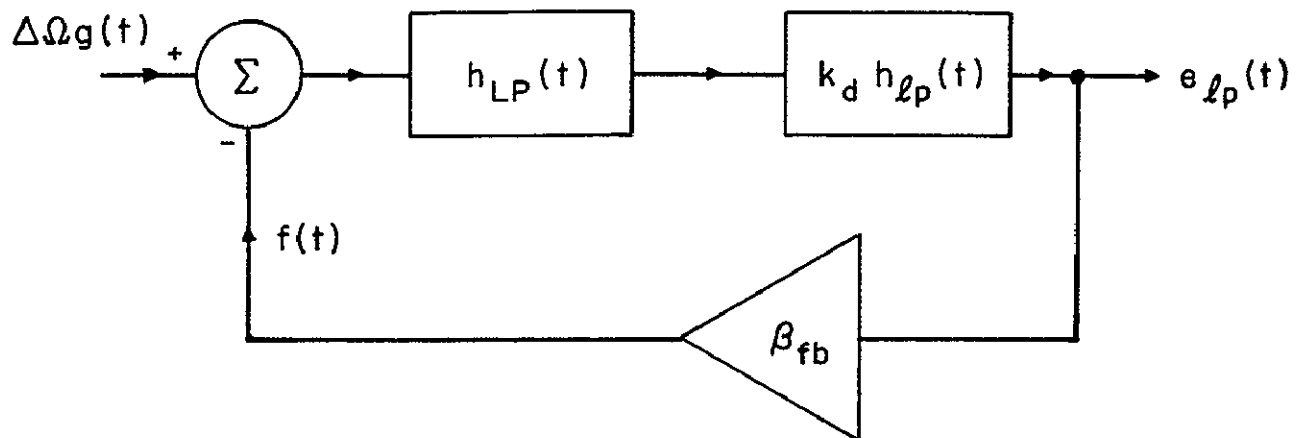 ΔΩg(t)
+
Σ
-
h_LP(t)
k_d h_ℓp(t)
e_ℓp(t)
f(t)
β_fb